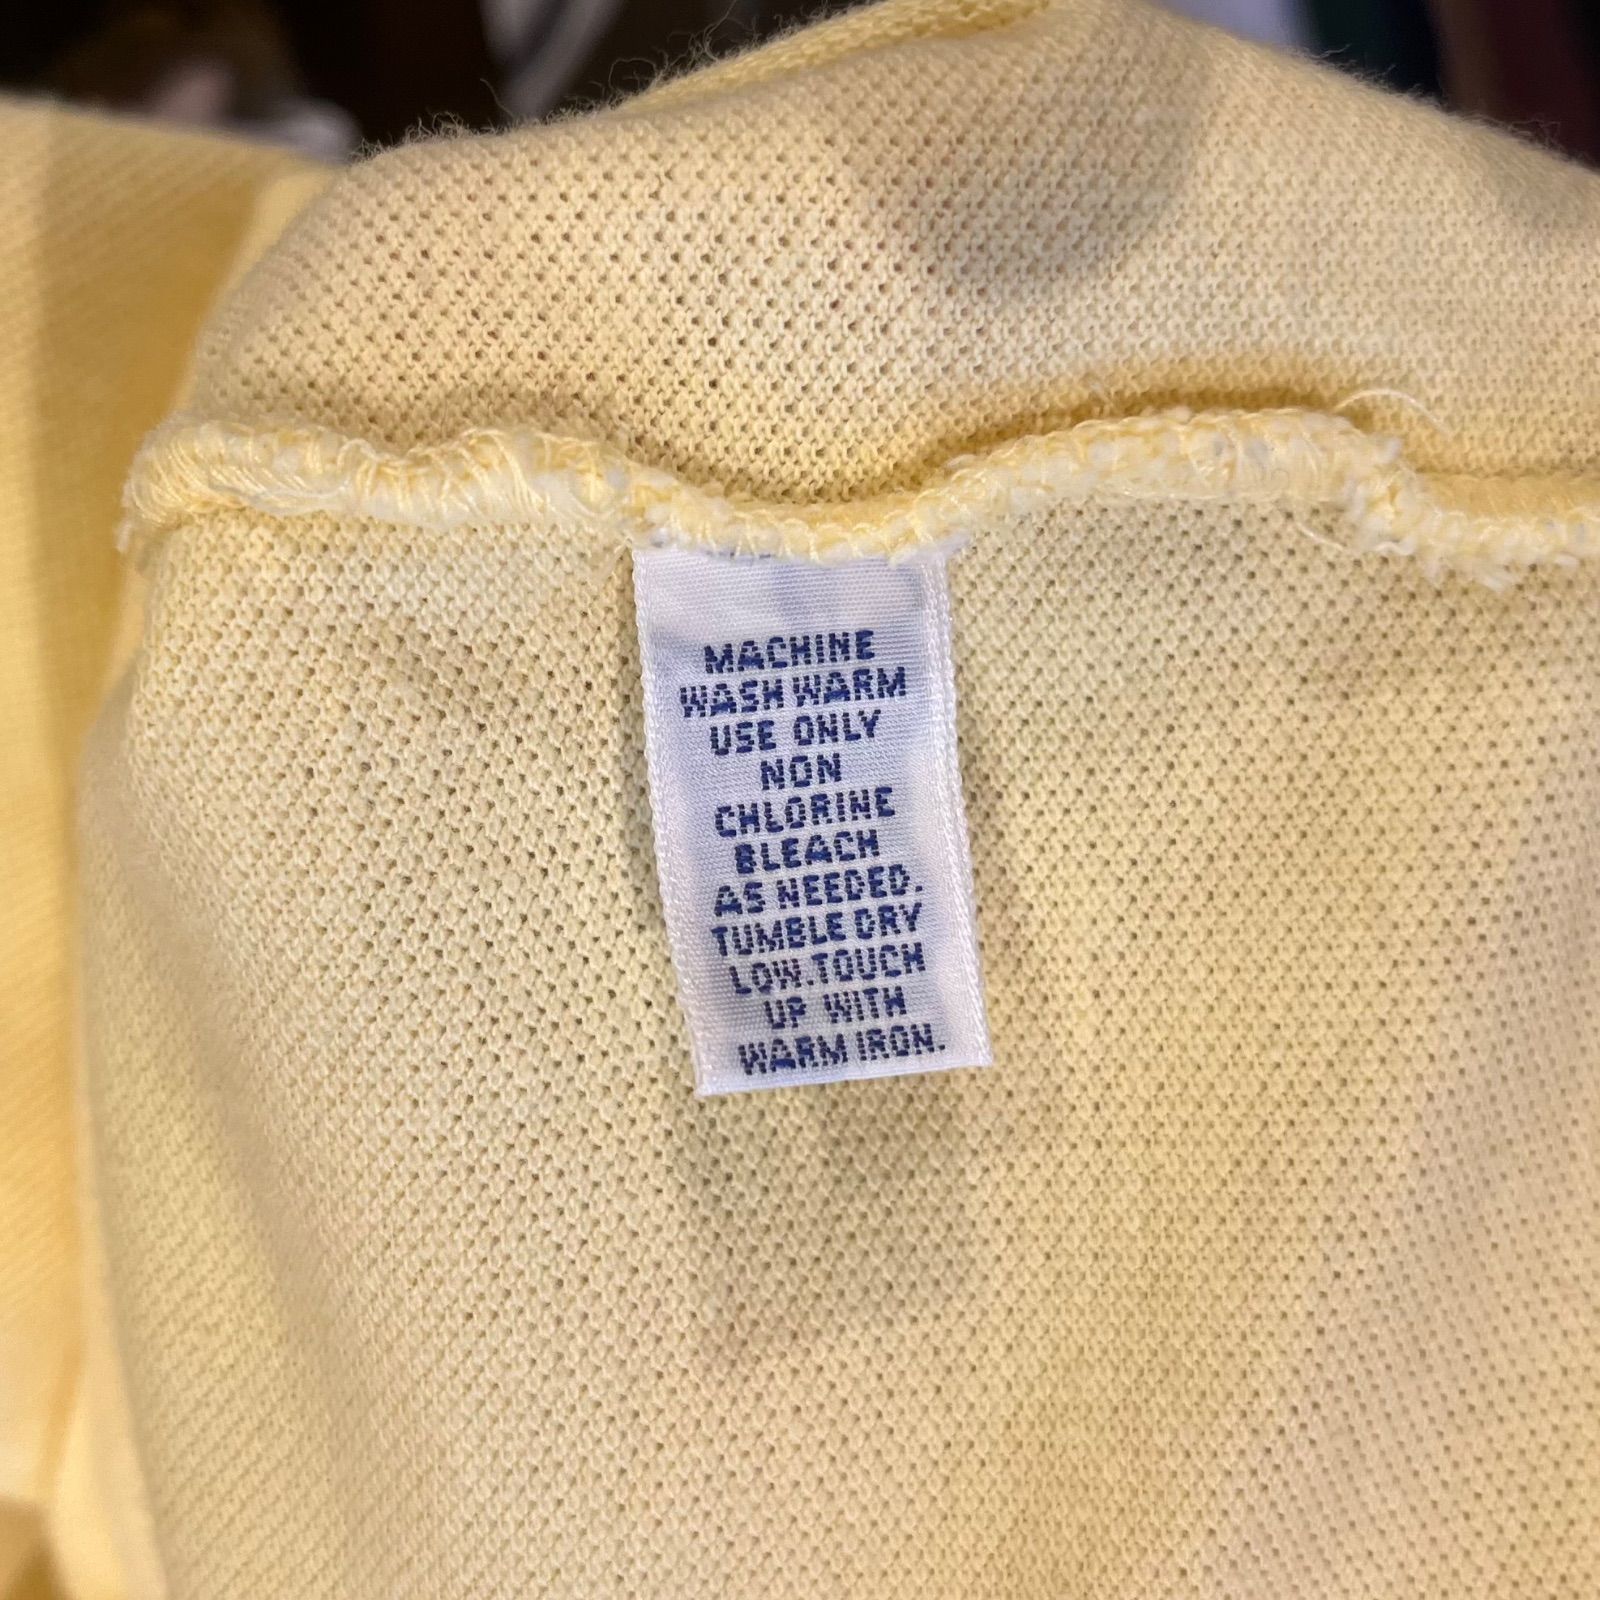 MACHINE
WASH WARM
USE ONLY
NON
CHLORINE
BLEACH
AS NEEDED.
TUMBLE DRY
LOW.TOUCH
UP WITH
WARM IRON.